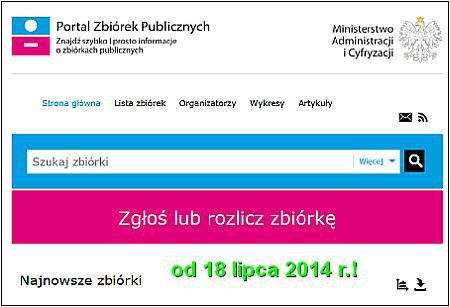 Portal Zbiórek Publicznych
Znajdź szybko i prosto informacje
o zbiórkach publicznych
Ministerstwo
Administracji
i Cyfryzacji
Strona główna Lista zbiórek Organizatorzy Wykresy Artykuły
Szukaj zbiórki Więcej
Zgłoś lub rozlicz zbiórkę
od 18 lipca 2014 r.!
Najnowsze zbiórki